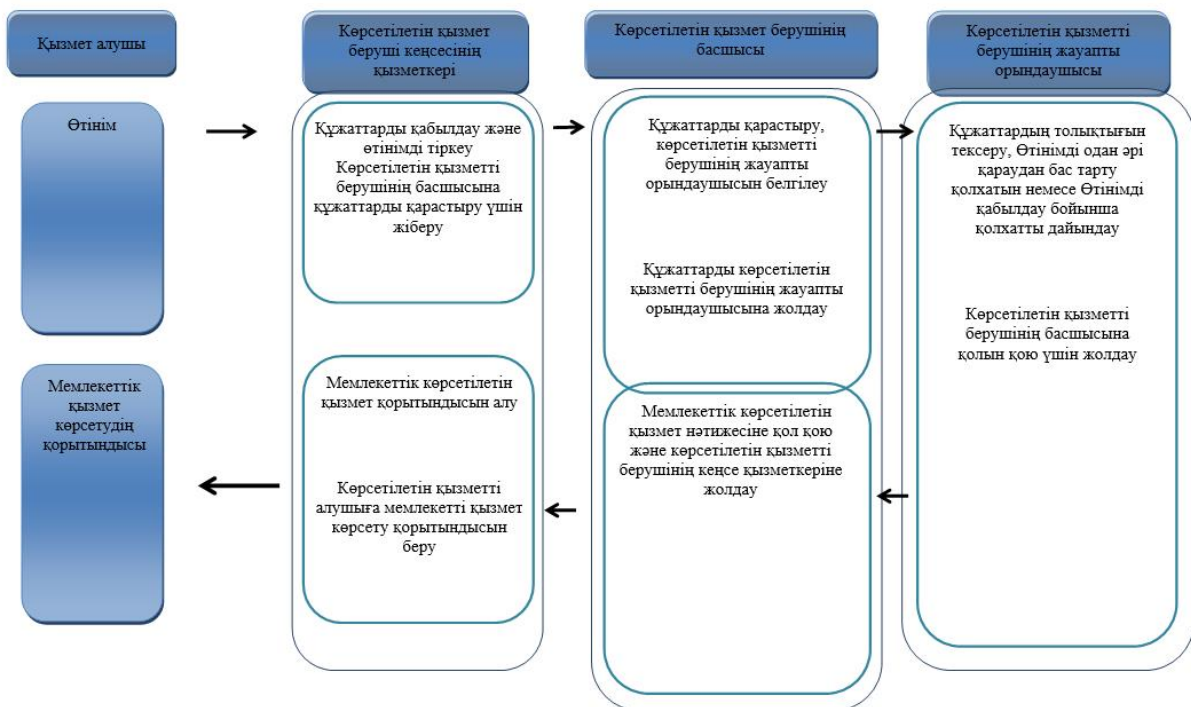 Қызмет алушы
Көрсетілетін қызмет
беруші кеңсесінің
қызметкері
Көрсетілетін қызмет берушінің
басшысы
Көрсетілетін қызметті
берушінің жауапты
орындаушысы
Өтінім
Құжаттарды қабылдау және
өтінімді тіркеу
Көрсетілетін қызметті
берушінің басшысына
құжаттарды қарастыру үшін
жіберу
Құжаттарды қарастыру,
көрсетілетін қызметті
берушінің жауапты
орындаушысын белгілеу
Құжаттарды көрсетілетін
қызметті берушінің жауапты
орындаушысына жолдау
Құжаттардың толықтығын
тексеру, Өтінімді одан әрі
қараудан бас тарту
қолхатын немесе Өтінімді
қабылдау бойынша
қолхатты дайындау
Көрсетілетін қызметті
берушінің басшысына
қолын қою үшін жолдау
Мемлекеттік
қызмет
көрсетудің
қорытындысы
Мемлекеттік көрсетілетін
қызмет қорытындысын алу
Көрсетілетін қызметті
алушыға мемлекетті қызмет
көрсету қорытындысын
беру
Мемлекеттік көрсетілетін
қызмет нәтижесіне қол қою
және көрсетілетін қызметті
берушінің кеңсе қызметкеріне
жолдау